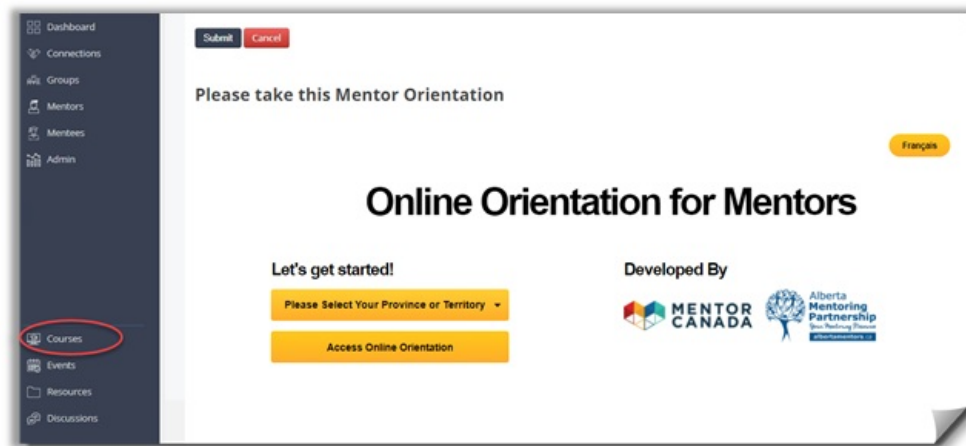 Dashboard
Connections
Groups
Mentors
Mentees
Admin
Courses
Events
Resources
Discussions
Submit
Cancel
Please take this Mentor Orientation
Français
Online Orientation for Mentors
Let's get started!
Please Select Your Province or Territory
Access Online Orientation
Developed By
MENTOR
CANADA
Alberta
Mentoring
Partnership
albertamentors.ca